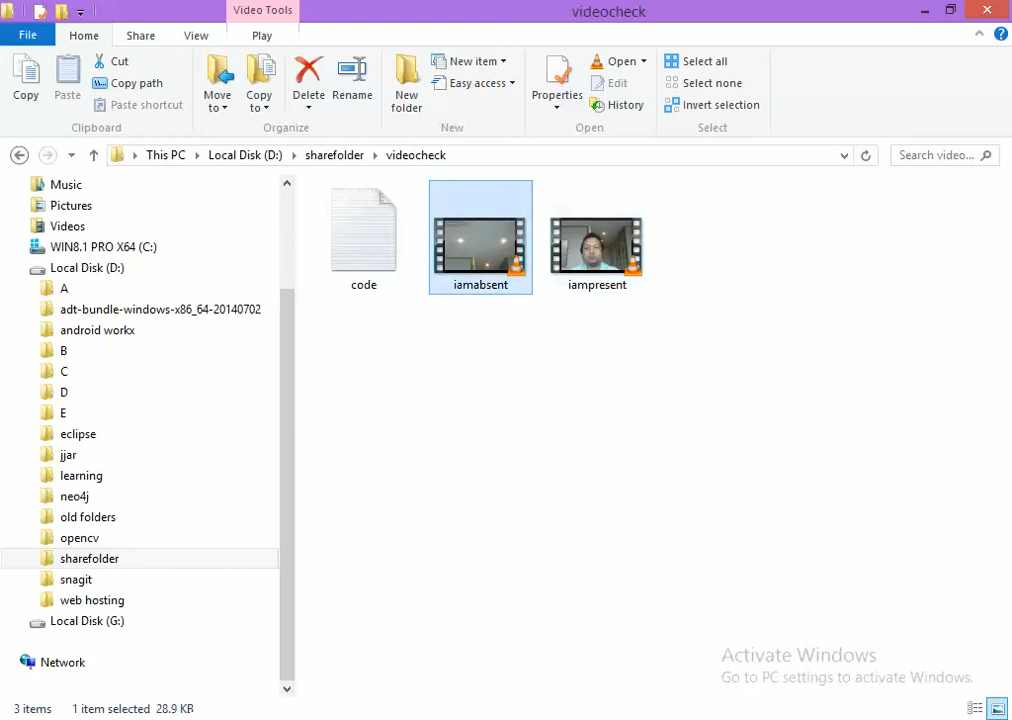 Video Tools
videocheck
File
Home
Share
View
Play
Copy
Paste
Cut
Copy path
Paste shortcut
Clipboard
Move to
Copy to
Delete
Rename
Organize
New folder
New item
Easy access
New
Properties
Open
Edit
History
Open
Select all
Select none
Invert selection
Select
This PC
Local Disk (D:)
sharefolder
videocheck
Search video...
Music
Pictures
Videos
WIN8.1 PRO X64 (C:)
Local Disk (D:)
A
adt-bundle-windows-x86_64-20140702
android workx
B
C
D
E
eclipse
jjar
learning
neo4j
old folders
opencv
sharefolder
snagit
web hosting
Local Disk (G:)
Network
code
iamabsent
iampresent
Activate Windows
Go to PC settings to activate Windows.
3 items
1 item selected 28.9 KB